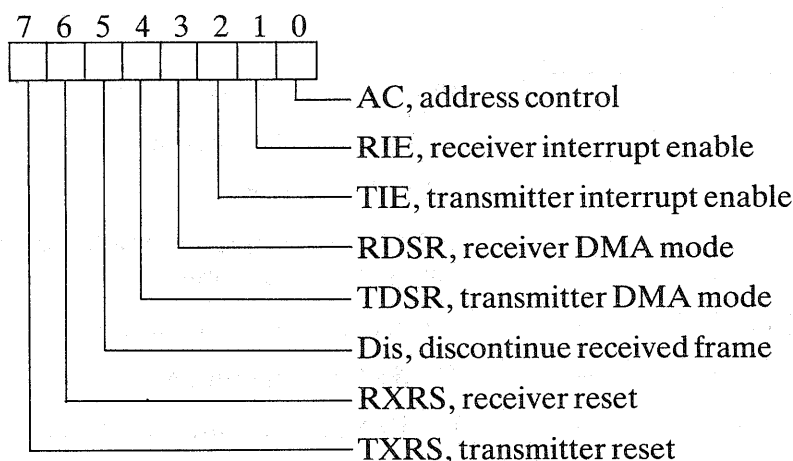 7 6 5 4 3 2 1 0
AC, address control
RIE, receiver interrupt enable
TIE, transmitter interrupt enable
RDSR, receiver DMA mode
TDSR, transmitter DMA mode
Dis, discontinue received frame
RXRS, receiver reset
TXRS, transmitter reset